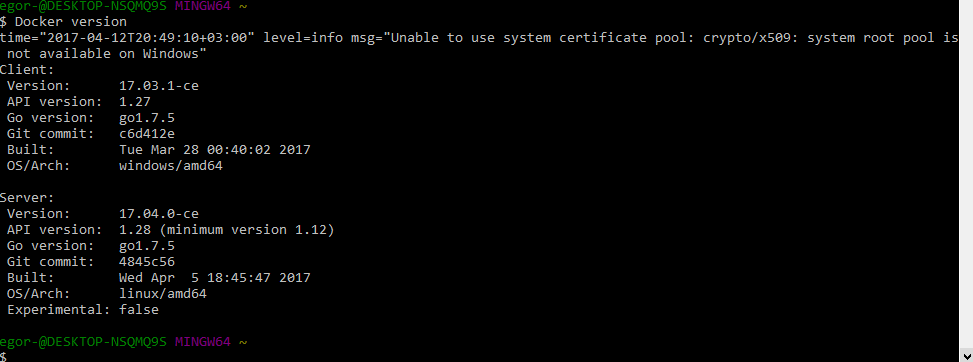 egor-@DESKTOP-NSQMQ9S MINGW64 ~
$ Docker version
time="2017-04-12T20:49:10+03:00" level=info msg="Unable to use system certificate pool: crypto/x509: system root pool is
 not available on Windows"
Client:
 Version:      17.03.1-ce
 API version:  1.27
 Go version:   go1.7.5
 Git commit:   c6d412e
 Built:        Tue Mar 28 00:40:02 2017
 OS/Arch:      windows/amd64

Server:
 Version:      17.04.0-ce
 API version:  1.28 (minimum version 1.12)
 Go version:   go1.7.5
 Git commit:   4845c56
 Built:        Wed Apr  5 18:45:47 2017
 OS/Arch:      linux/amd64
 Experimental: false

egor-@DESKTOP-NSQMQ9S MINGW64 ~
$